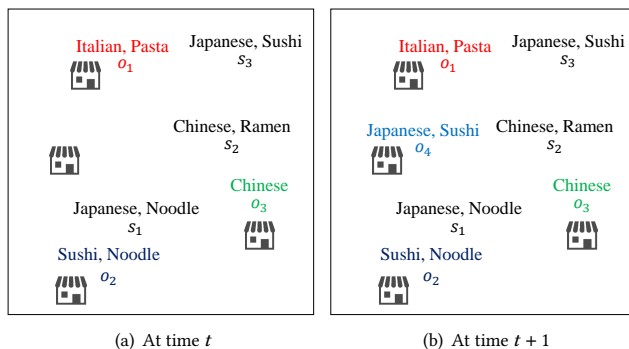 Italian, Pasta
o₁
Japanese, Sushi
s₃
Chinese, Ramen
s₂
Chinese
o₃
Japanese, Noodle
s₁
Sushi, Noodle
o₂
(a) At time t
Italian, Pasta
o₁
Japanese, Sushi
s₃
Japanese, Sushi
o₄
Chinese, Ramen
s₂
Chinese
o₃
Japanese, Noodle
s₁
Sushi, Noodle
o₂
(b) At time t + 1